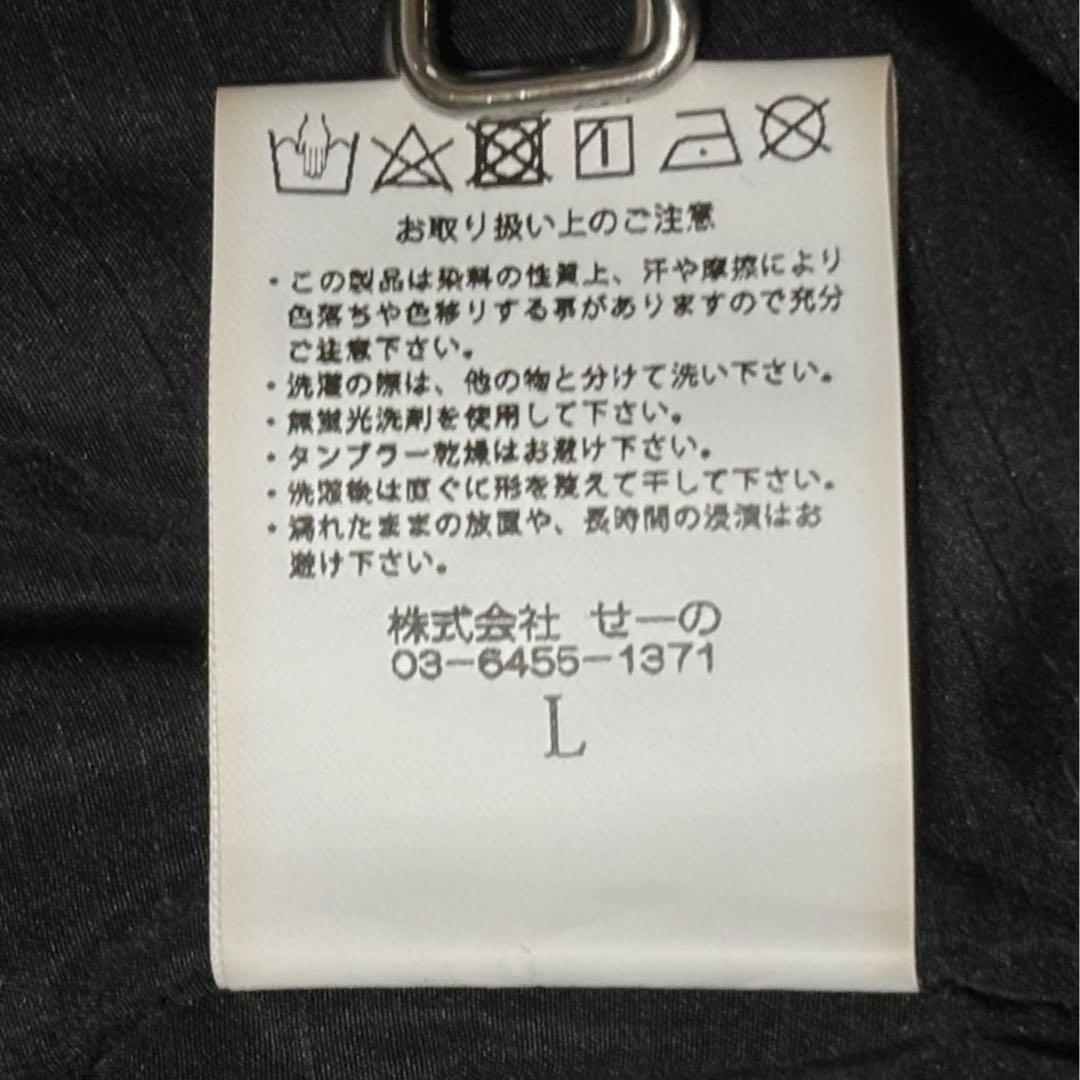 お取り扱い上のご注意
・この製品は染料の性質上、汗や摩擦により
色落ちや色移りする事がありますので充分
ご注意下さい。
・洗濯の際は、他の物と分けて洗い下さい。
・無蛍光洗剤を使用して下さい。
・タンブラー乾燥はお避け下さい。
・洗濯後は直ぐに形を整えて干して下さい。
・濡れたままの放置や、長時間の浸漬はお
避け下さい。
株式会社 せーの
03-6455-1371
L